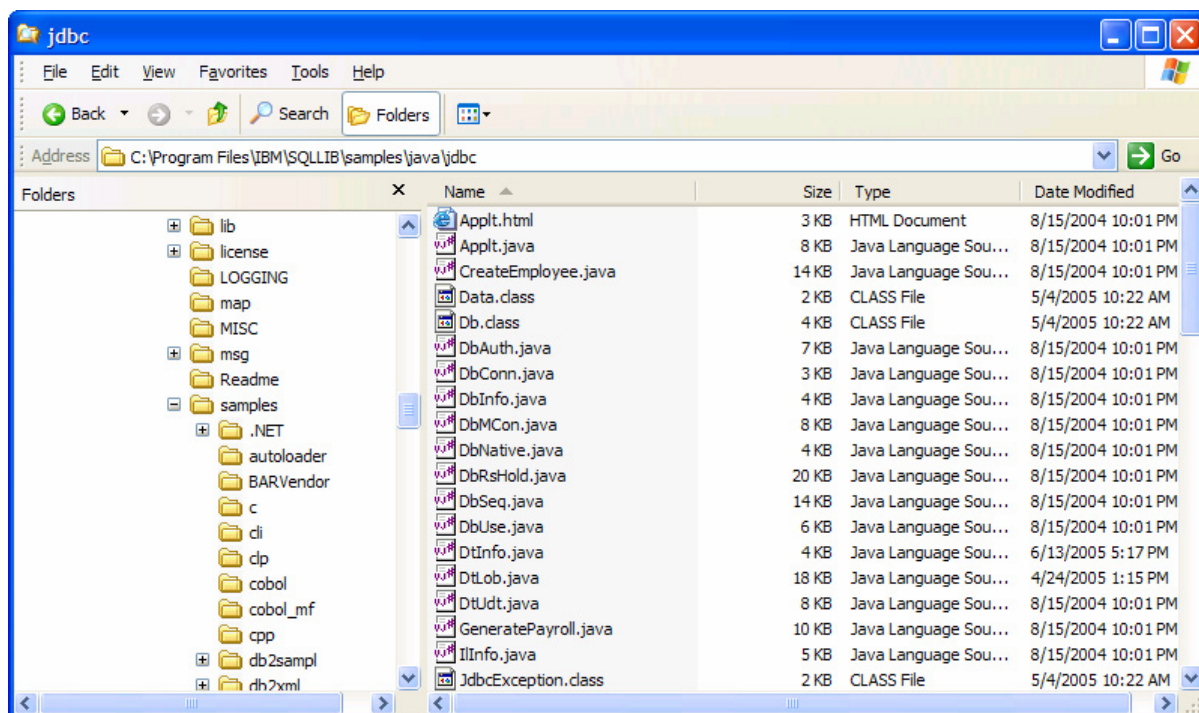 jdbc
File Edit View Favorites Tools Help
Back Search Folders
Address C:\Program Files\IBM\SQLLIB\samples\java\jdbc Go
Folders
lib
license
LOGGING
map
MISC
msg
Readme
samples
.NET
autoloader
BARVendor
c
cli
clp
cobol
cobol_mf
cpp
db2sampl
db2xml
Name Size Type Date Modified
Applt.html 3 KB HTML Document 8/15/2004 10:01 PM
Applt.java 8 KB Java Language Sou... 8/15/2004 10:01 PM
CreateEmployee.java 14 KB Java Language Sou... 8/15/2004 10:01 PM
Data.class 2 KB CLASS File 5/4/2005 10:22 AM
Db.class 4 KB CLASS File 5/4/2005 10:22 AM
DbAuth.java 7 KB Java Language Sou... 8/15/2004 10:01 PM
DbConn.java 3 KB Java Language Sou... 8/15/2004 10:01 PM
DbInfo.java 4 KB Java Language Sou... 8/15/2004 10:01 PM
DbMCon.java 8 KB Java Language Sou... 8/15/2004 10:01 PM
DbNative.java 4 KB Java Language Sou... 8/15/2004 10:01 PM
DbRsHold.java 20 KB Java Language Sou... 8/15/2004 10:01 PM
DbSeq.java 14 KB Java Language Sou... 8/15/2004 10:01 PM
DbUse.java 6 KB Java Language Sou... 8/15/2004 10:01 PM
DtInfo.java 4 KB Java Language Sou... 6/13/2005 5:17 PM
DtLob.java 18 KB Java Language Sou... 4/24/2005 1:15 PM
DtUdt.java 8 KB Java Language Sou... 8/15/2004 10:01 PM
GeneratePayroll.java 10 KB Java Language Sou... 8/15/2004 10:01 PM
IlInfo.java 5 KB Java Language Sou... 8/15/2004 10:01 PM
JdbcException.class 2 KB CLASS File 5/4/2005 10:22 AM